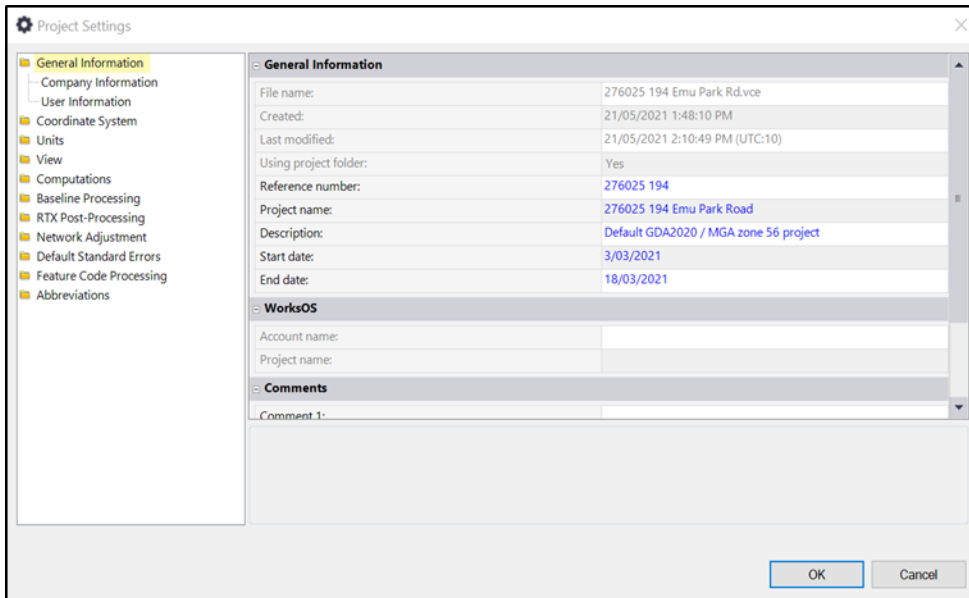 Project Settings
General Information
Company Information
User Information
Coordinate System
Units
View
Computations
Baseline Processing
RTX Post-Processing
Network Adjustment
Default Standard Errors
Feature Code Processing
Abbreviations
General Information
File name: 276025 194 Emu Park Rd.vce
Created: 21/05/2021 1:48:10 PM
Last modified: 21/05/2021 2:10:49 PM (UTC:10)
Using project folder: Yes
Reference number: 276025 194
Project name: 276025 194 Emu Park Road
Description: Default GDA2020 / MGA zone 56 project
Start date: 3/03/2021
End date: 18/03/2021
WorksOS
Account name:
Project name:
Comments
Comment 1:
OK Cancel